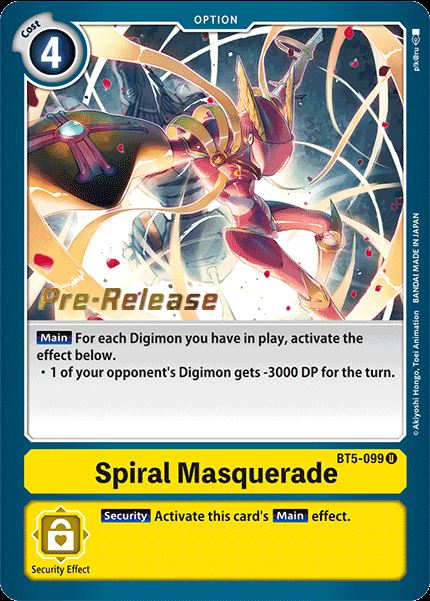 OPTION
Cost
4
plk@ru
Pre-Release
Main For each Digimon you have in play, activate the
effect below.
・1 of your opponent's Digimon gets -3000 DP for the turn.
©Akiyoshi Hongo, Toei Animation BANDAI MADE IN JAPAN
BT5-099 U
Spiral Masquerade
Security Activate this card's Main effect.
Security Effect